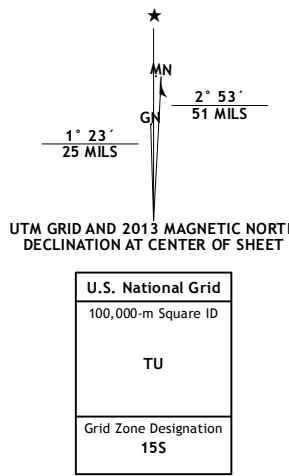 ★
MN
GN
2° 53´
51 MILS
1° 23´
25 MILS
UTM GRID AND 2013 MAGNETIC NORTH
DECLINATION AT CENTER OF SHEET
U.S. National Grid
100,000-m Square ID
TU
Grid Zone Designation
15S